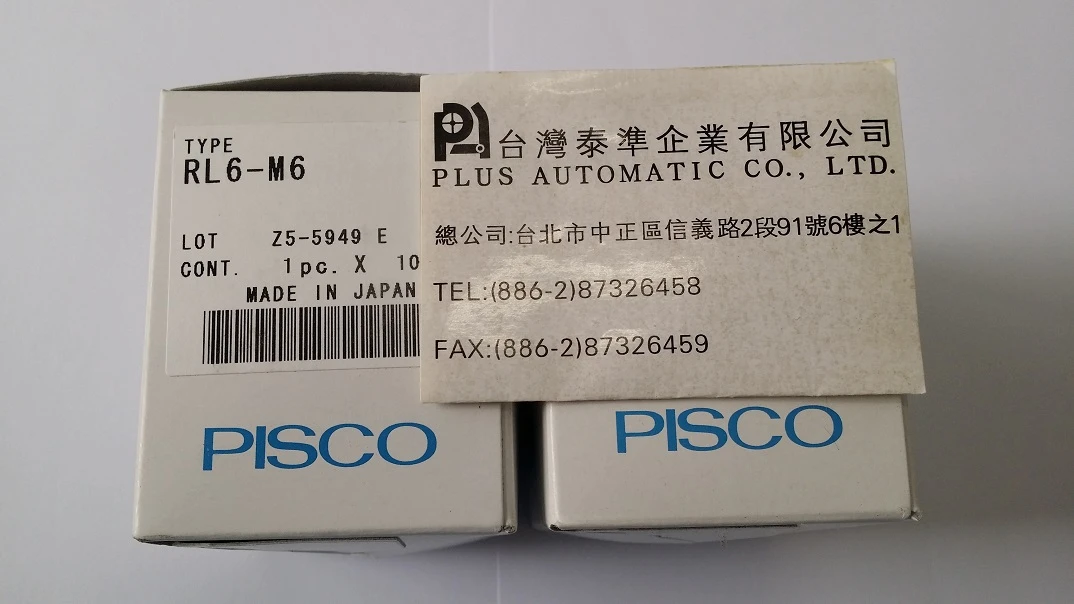 TYPE
RL6-M6
LOT Z5-5949 E
CONT. 1pc. X 10
MADE IN JAPAN
PISCO
台灣泰準企業有限公司
PLUS AUTOMATIC CO., LTD.
總公司:台北市中正區信義路2段91號6樓之1
TEL:(886-2)87326458
FAX:(886-2)87326459
PISCO